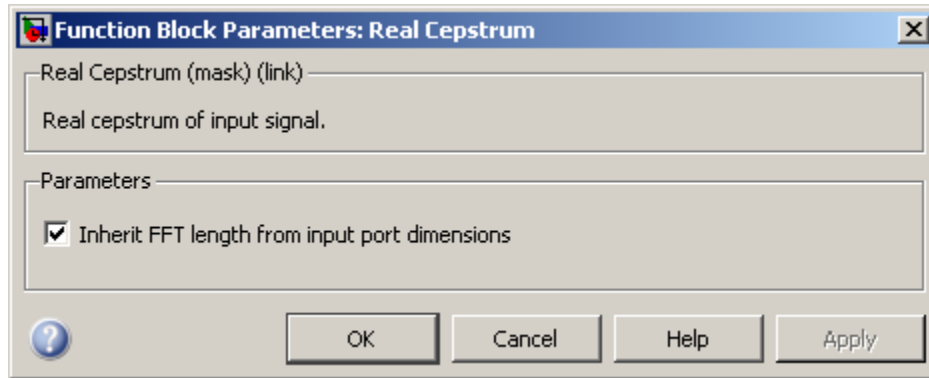 Function Block Parameters: Real Cepstrum
Real Cepstrum (mask) (link)
Real cepstrum of input signal.
Parameters
Inherit FFT length from input port dimensions
?
OK Cancel Help Apply